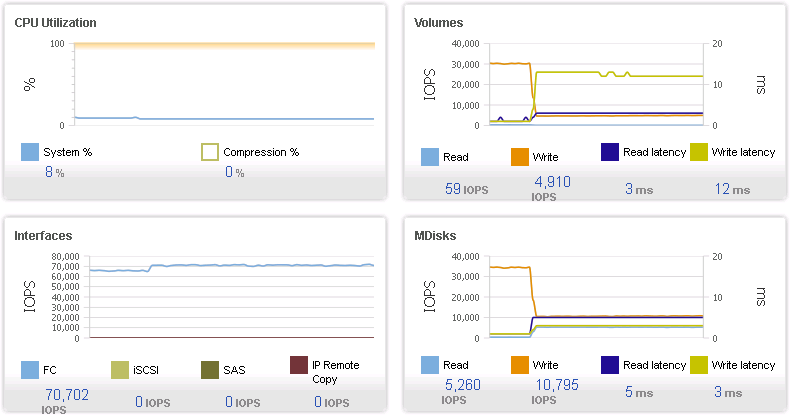 CPU Utilization
100
%
0
System %
Compression %
8 %
0 %
Volumes
40,000
30,000
20,000
10,000
0
IOPS
20
10
0
ms
Read
Write
Read latency
Write latency
59 IOPS
4,910
IOPS
3 ms
12 ms
Interfaces
80,000
70,000
60,000
50,000
40,000
30,000
20,000
10,000
0
IOPS
FC
iSCSI
SAS
IP Remote
Copy
70,702
IOPS
0 IOPS
0 IOPS
0 IOPS
MDisks
40,000
30,000
20,000
10,000
0
IOPS
20
10
0
ms
Read
Write
Read latency
Write latency
5,260
IOPS
10,795
IOPS
5 ms
3 ms